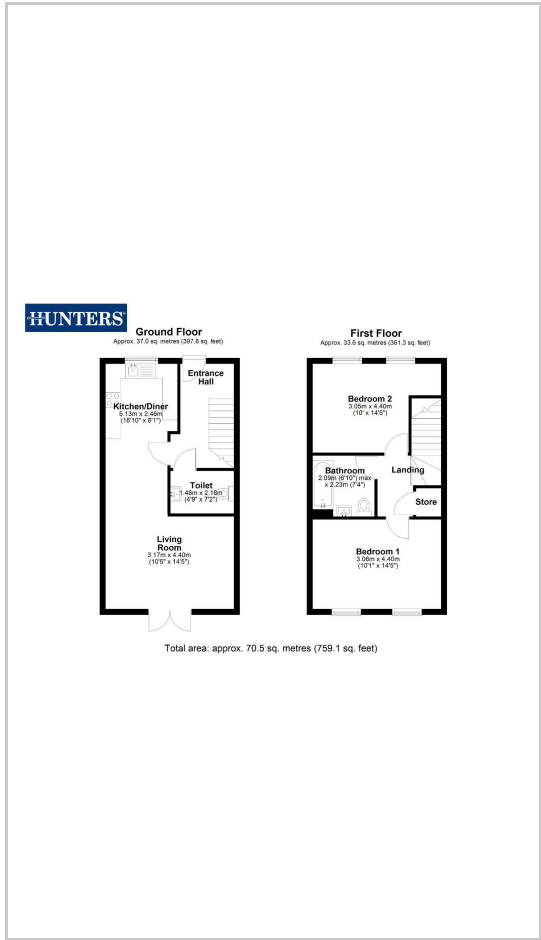 HUNTERS
Ground Floor
Approx. 37.0 sq. metres (397.8 sq. feet)
Entrance
Hall
Kitchen/Diner
5.13m x 2.46m
(16'10" x 8'1")
Toilet
1.46m x 2.18m
(4'9" x 7'2")
Living
Room
3.17m x 4.40m
(10'5" x 14'5")
First Floor
Approx. 33.6 sq. metres (361.3 sq. feet)
Bedroom 2
3.05m x 4.40m
(10' x 14'5")
Bathroom
2.09m (6'10") max
x 2.23m (7'4")
Landing
Store
Bedroom 1
3.06m x 4.40m
(10'1" x 14'5")
Total area: approx. 70.5 sq. metres (759.1 sq. feet)